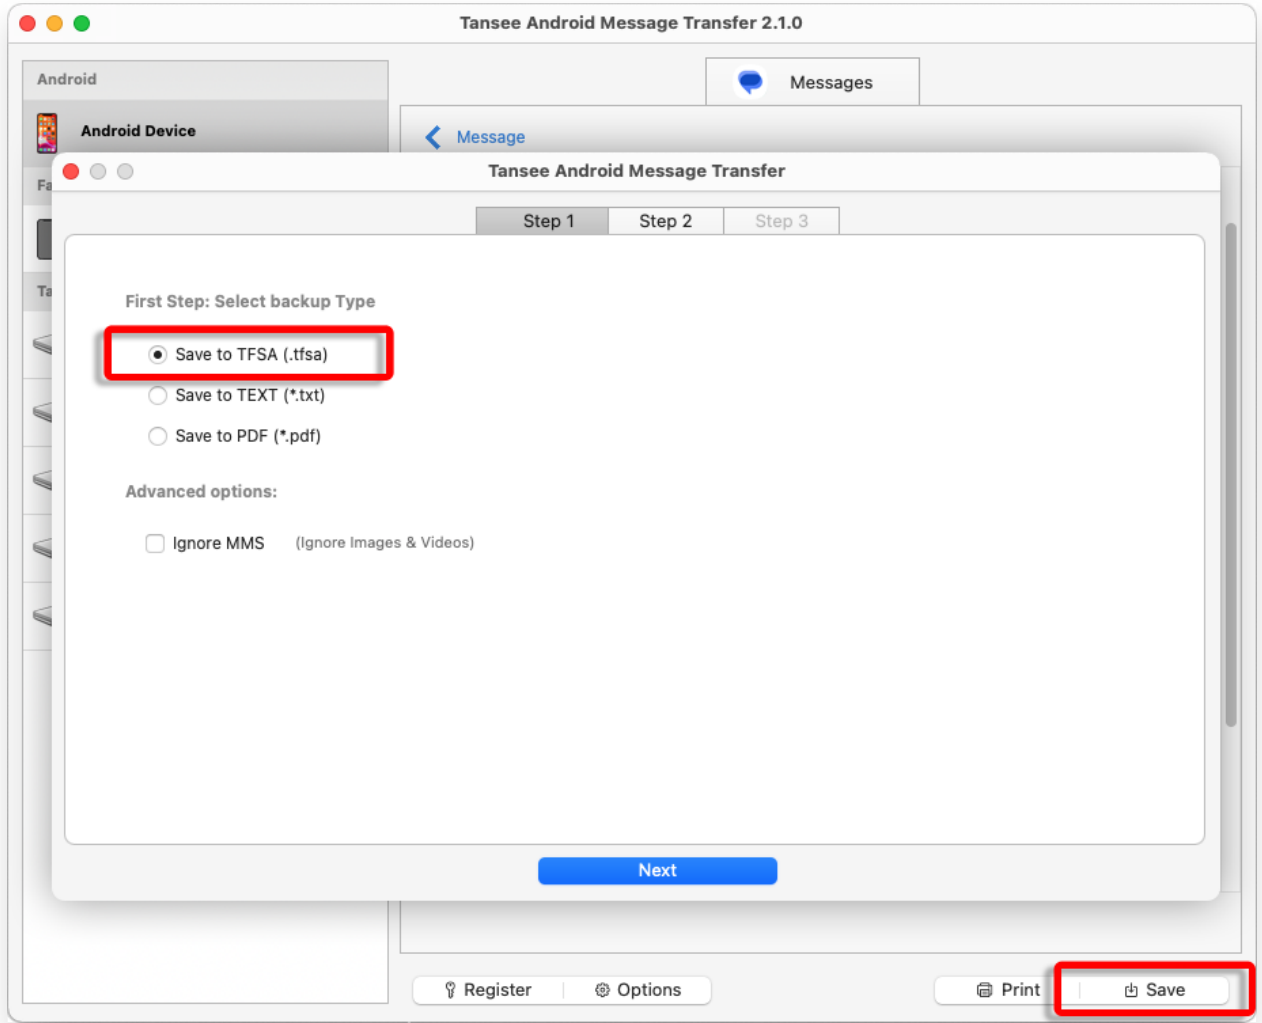 Tansee Android Message Transfer 2.1.0
Android
Messages
Android Device
Message
Fa
Tansee Android Message Transfer
Step 1
Step 2
Step 3
Ta
First Step: Select backup Type
Save to TFSA (.tfsa)
Save to TEXT (*.txt)
Save to PDF (*.pdf)
Advanced options:
Ignore MMS (Ignore Images & Videos)
Next
Register
Options
Print
Save